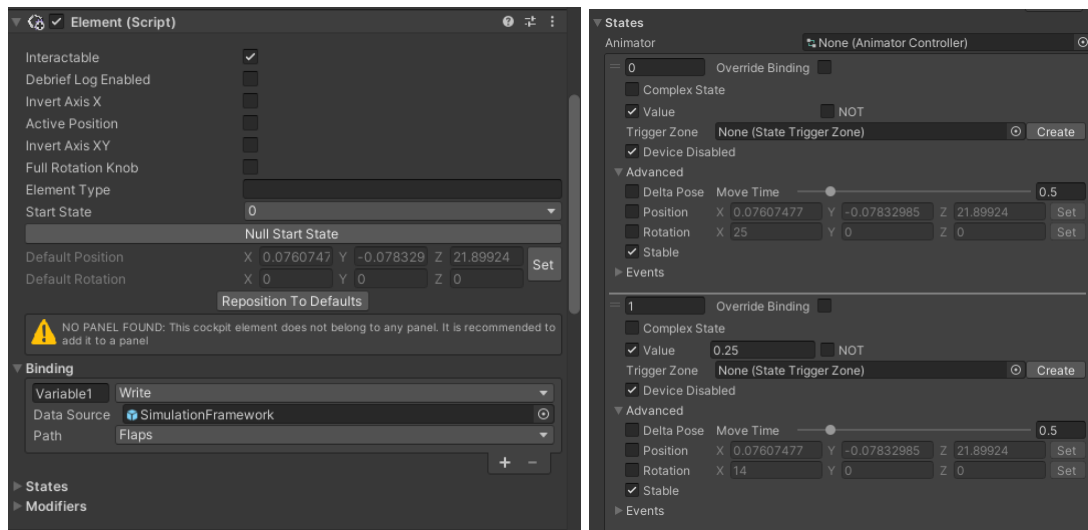 Element (Script)
Interactable
Debrief Log Enabled
Invert Axis X
Active Position
Invert Axis XY
Full Rotation Knob
Element Type
Start State 0
Null Start State
Default Position X 0.0760747 Y -0.078329 Z 21.89924
Set
Default Rotation X 0 Y 0 Z 0
Reposition To Defaults
NO PANEL FOUND: This cockpit element does not belong to any panel. It is recommended to
add it to a panel
Binding
Variable1 Write
Data Source SimulationFramework
Path Flaps
+ −
States
Modifiers
States
Animator None (Animator Controller)
0 Override Binding
Complex State
Value NOT
Trigger Zone None (State Trigger Zone) Create
Device Disabled
Advanced
Delta Pose Move Time 0.5
Position X 0.07607477 Y -0.07832985 Z 21.89924 Set
Rotation X 25 Y 0 Z 0 Set
Stable
Events
1 Override Binding
Complex State
Value 0.25 NOT
Trigger Zone None (State Trigger Zone) Create
Device Disabled
Advanced
Delta Pose Move Time 0.5
Position X 0.07607477 Y -0.07832985 Z 21.89924 Set
Rotation X 14 Y 0 Z 0 Set
Stable
Events